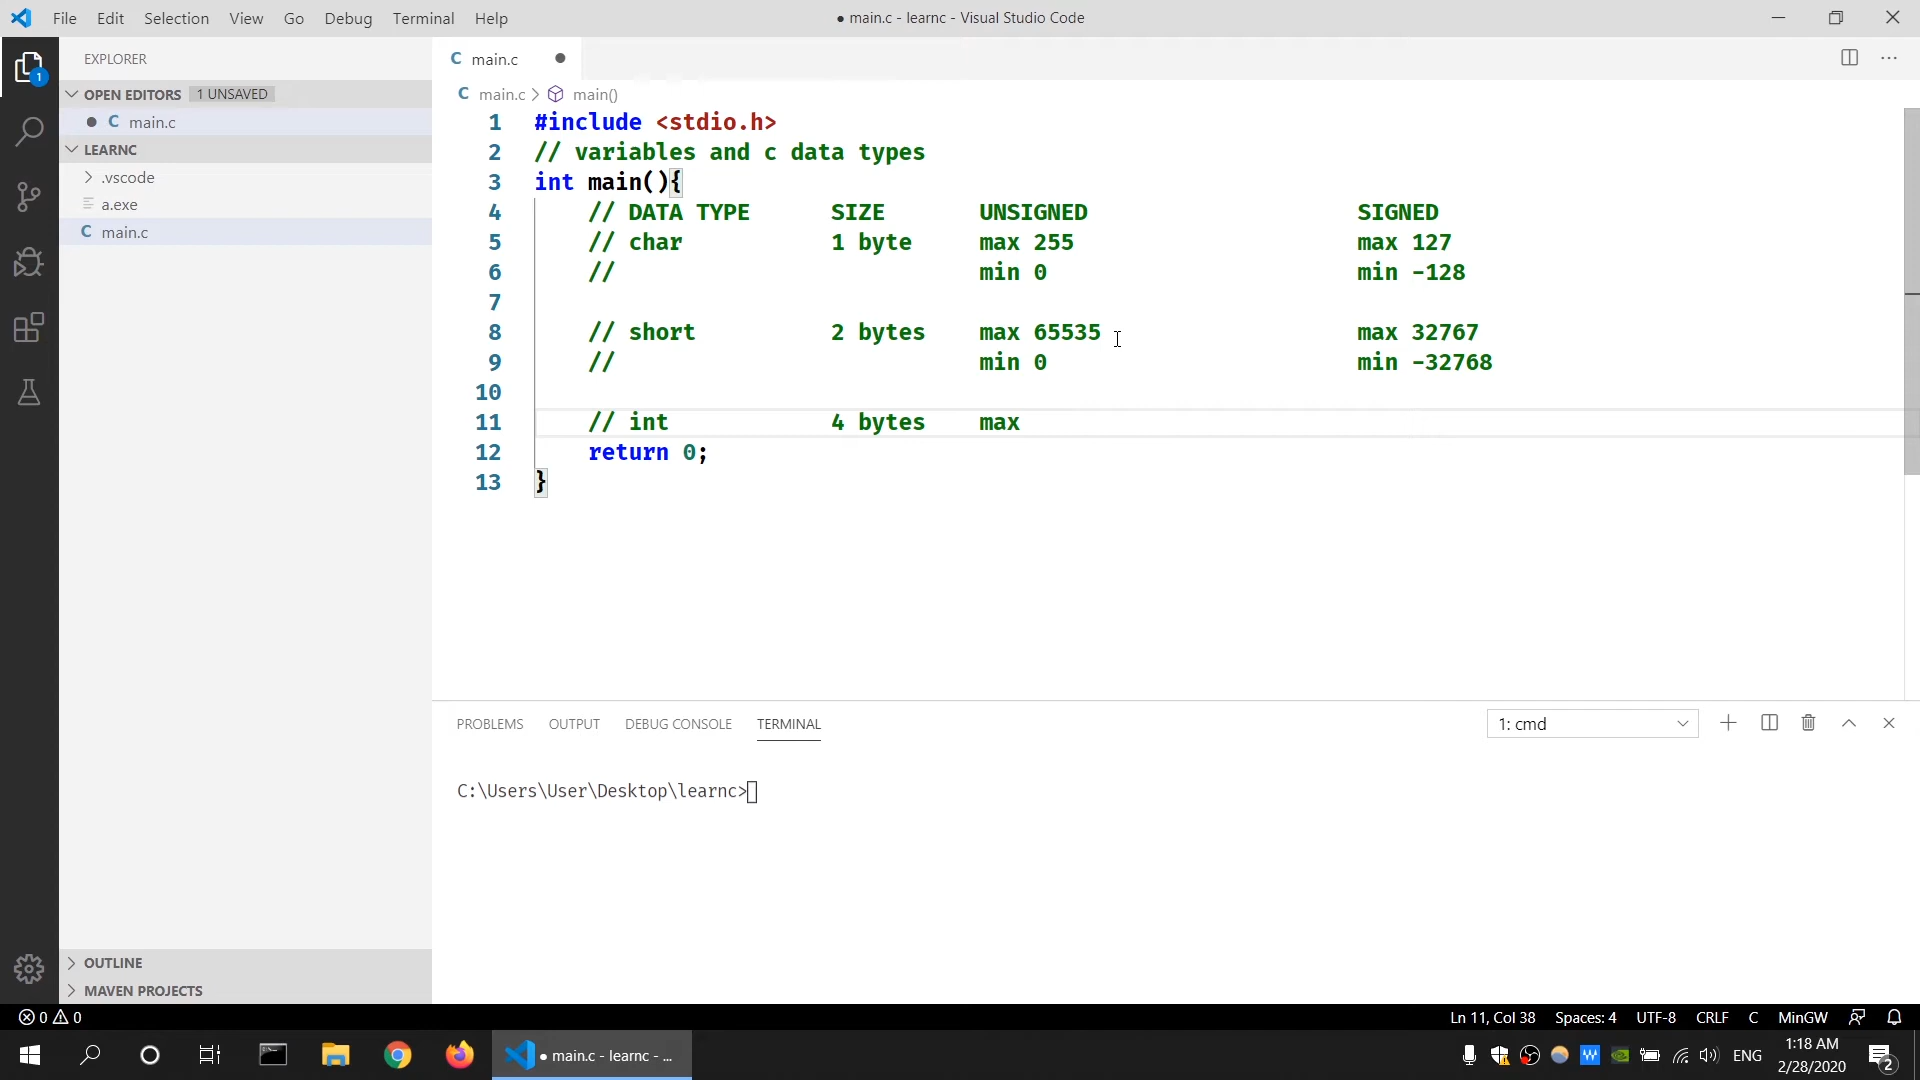 File Edit Selection View Go Debug Terminal Help
● main.c - learnc - Visual Studio Code
EXPLORER
OPEN EDITORS 1 UNSAVED
C main.c
LEARNC
.vscode
a.exe
C main.c
OUTLINE
MAVEN PROJECTS
C main.c
C main.c > main()
1 #include <stdio.h>
2 // variables and c data types
3 int main(){
4 // DATA TYPE SIZE UNSIGNED SIGNED
5 // char 1 byte max 255 max 127
6 // min 0 min -128
7
8 // short 2 bytes max 65535 max 32767
9 // min 0 min -32768
10
11 // int 4 bytes max
12 return 0;
13 }
PROBLEMS OUTPUT DEBUG CONSOLE TERMINAL 1: cmd
C:\Users\User\Desktop\learnc>
0 0 Ln 11, Col 38 Spaces: 4 UTF-8 CRLF C MinGW
● main.c - learnc - ...
W ENG 1:18 AM 2
2/28/2020
1